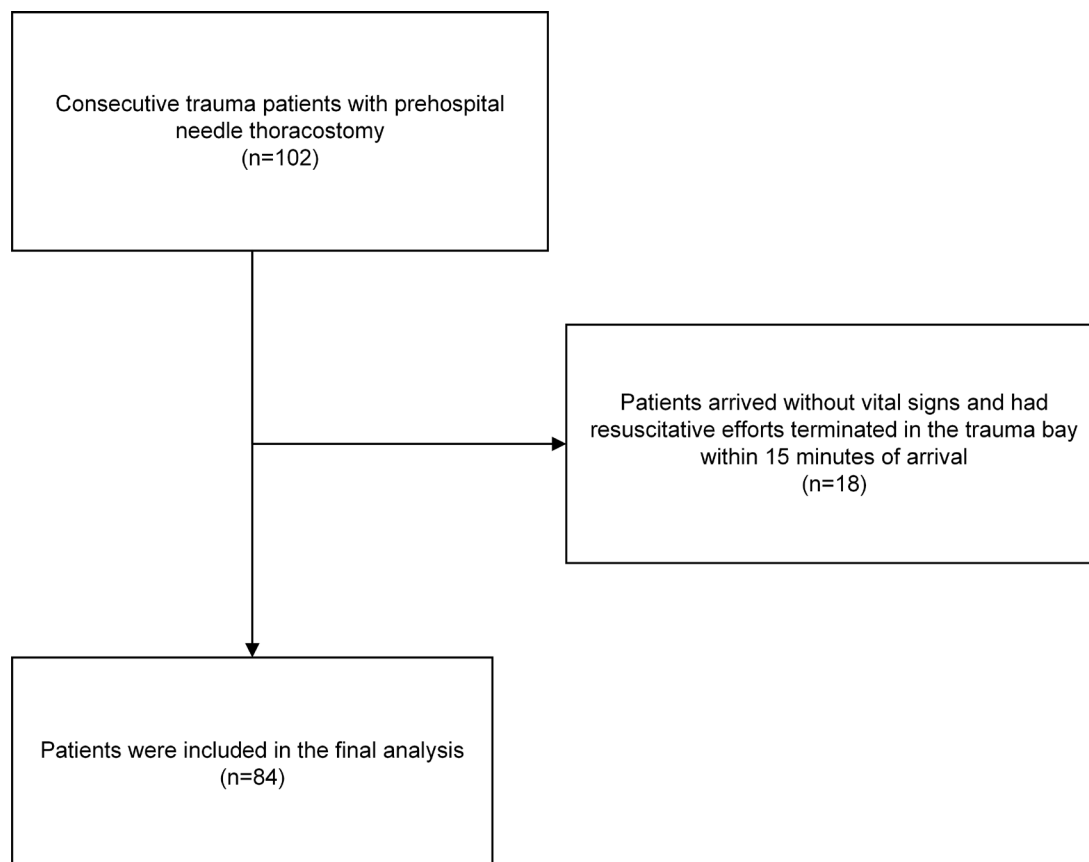 Consecutive trauma patients with prehospital
needle thoracostomy
(n=102)
Patients arrived without vital signs and had
resuscitative efforts terminated in the trauma bay
within 15 minutes of arrival
(n=18)
Patients were included in the final analysis
(n=84)